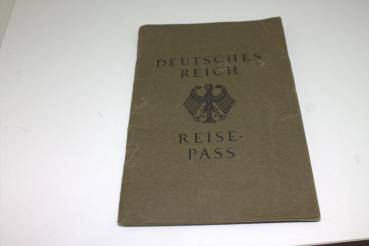 DEUTSCHES
REICH
REISE-
PASS